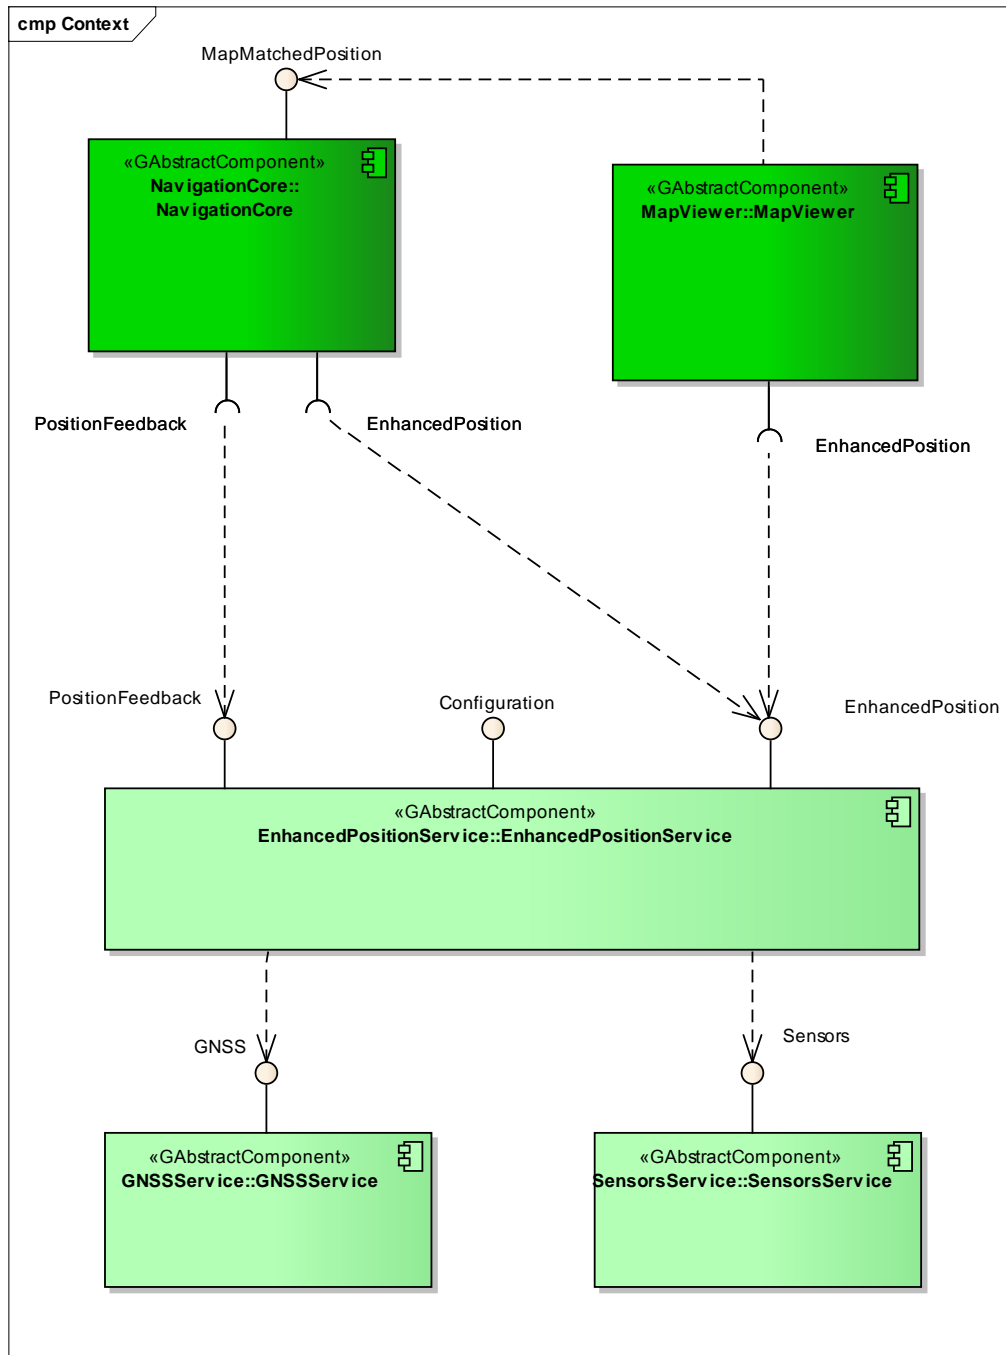 cmp Context
MapMatchedPosition
«GAbstractComponent»
NavigationCore::
NavigationCore
«GAbstractComponent»
MapViewer::MapViewer
PositionFeedback
EnhancedPosition
EnhancedPosition
PositionFeedback
Configuration
EnhancedPosition
«GAbstractComponent»
EnhancedPositionService::EnhancedPositionService
GNSS
Sensors
«GAbstractComponent»
GNSSService::GNSSService
«GAbstractComponent»
SensorsService::SensorsService